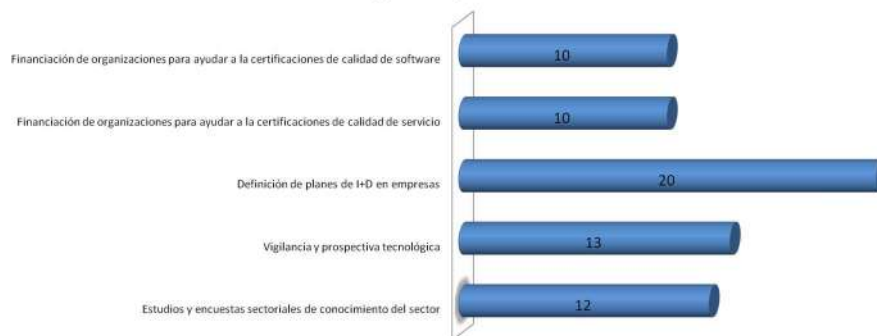 Financiación de organizaciones para ayudar a la certificaciones de calidad de software
10
Financiación de organizaciones para ayudar a la certificaciones de calidad de servicio
10
Definición de planes de I+D en empresas
20
Vigilancia y prospectiva tecnológica
13
Estudios y encuestas sectoriales de conocimiento del sector
12